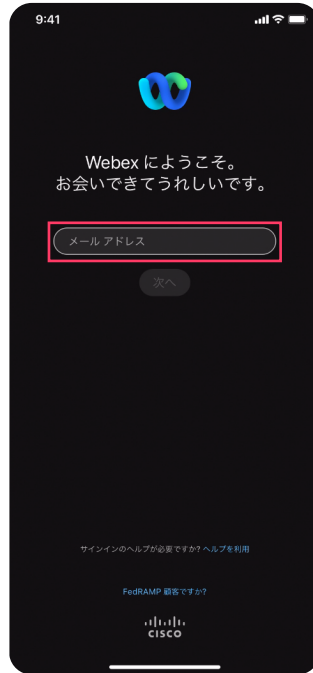 9:41
Webex にようこそ。
お会いできてうれしいです。
メール アドレス
次へ
サインインのヘルプが必要ですか? ヘルプを利用
FedRAMP 顧客ですか?
CISCO